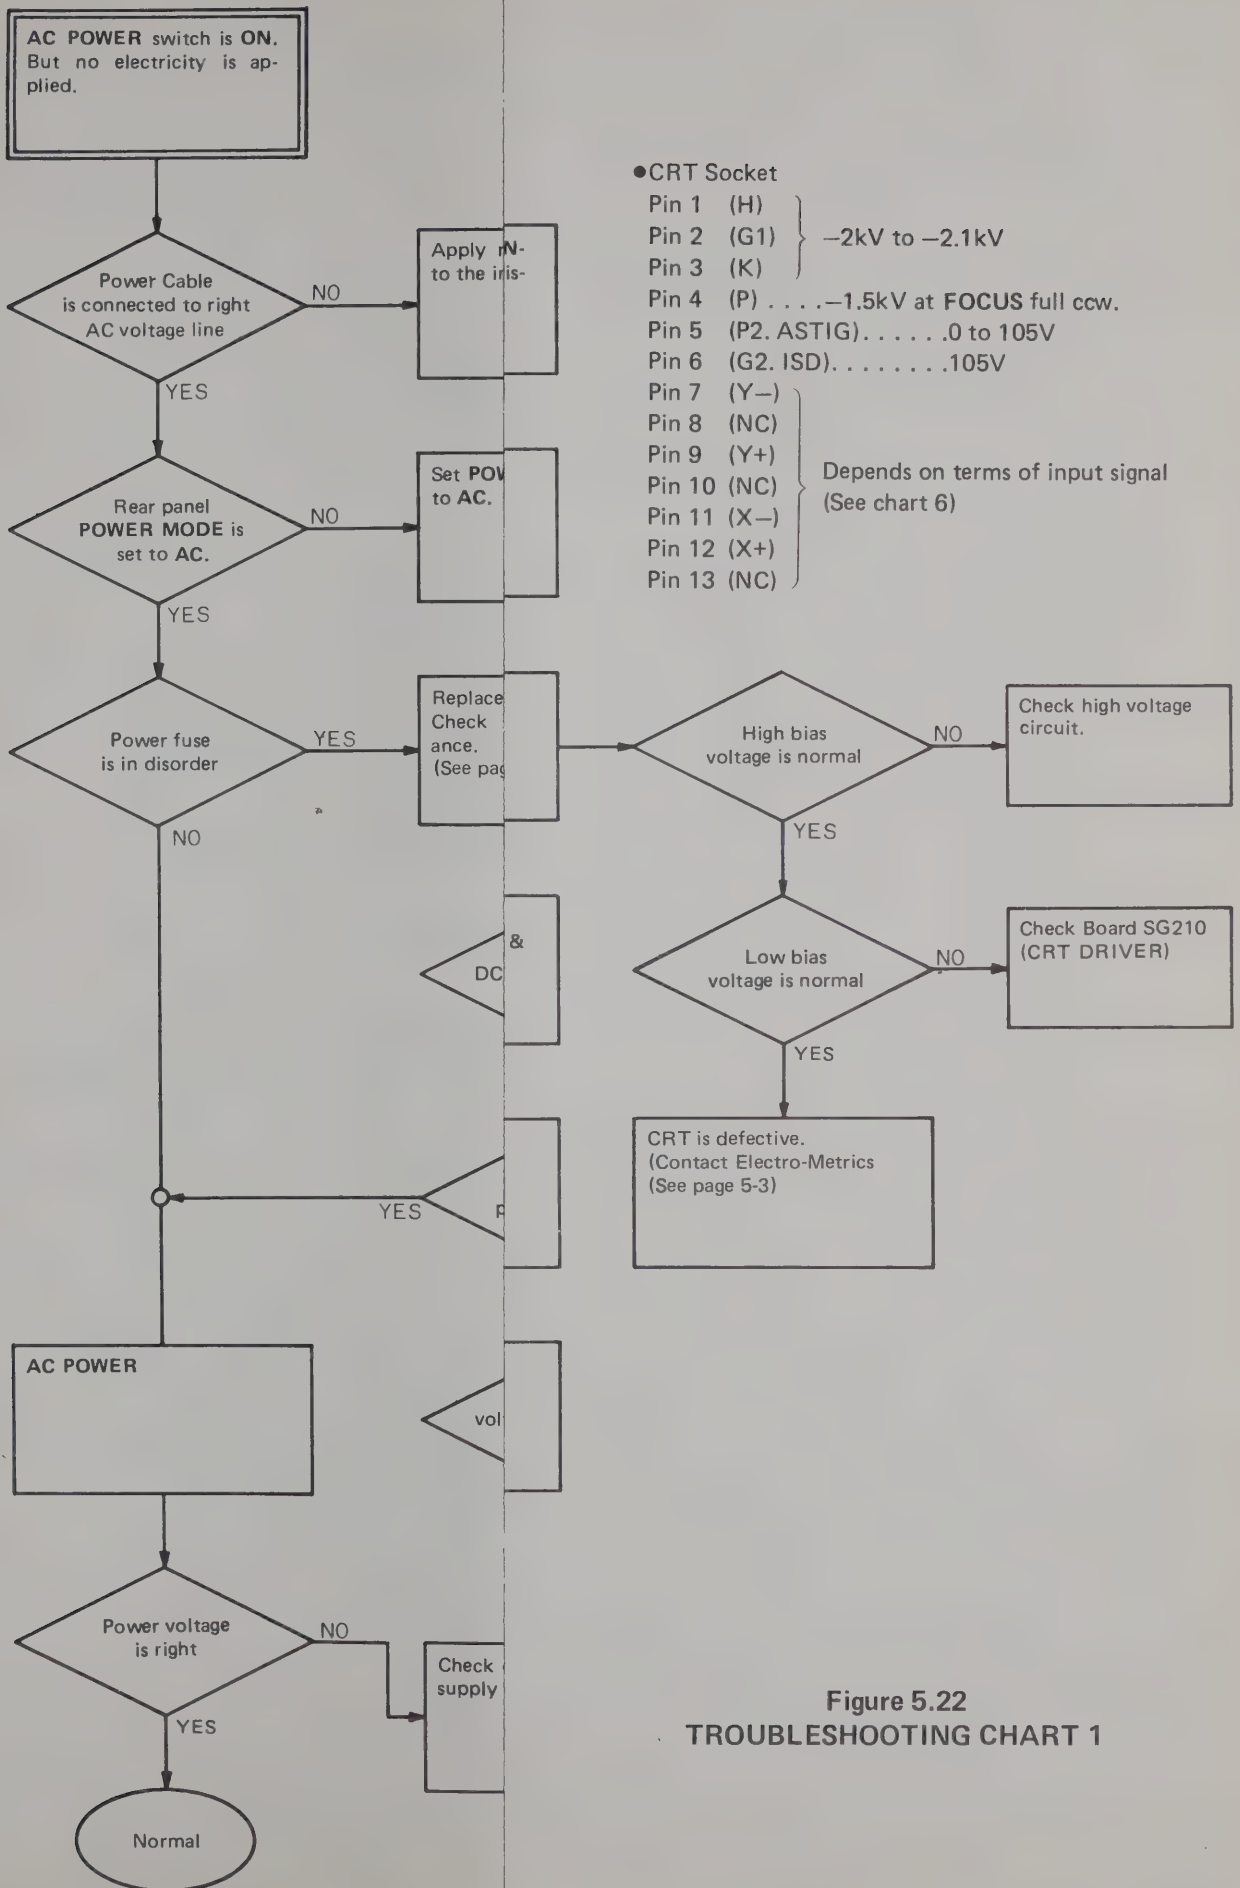 AC POWER switch is ON.
But no electricity is ap-
plied.
Power Cable
is connected to right
AC voltage line
NO
YES
Apply
to the
Rear panel
POWER MODE is
set to AC.
NO
YES
Set
to AC.
Power fuse
is in disorder
YES
NO
Replace
Check
ance.
(See
&
DC
YES
AC POWER
Power voltage
is right
NO
YES
Check
supply
Normal
●CRT Socket
Pin 1 (H)
Pin 2 (G1) −2kV to −2.1kV
Pin 3 (K)
Pin 4 (P) . . . .−1.5kV at FOCUS full ccw.
Pin 5 (P2. ASTIG). . . . . .0 to 105V
Pin 6 (G2. ISD). . . . . . . .105V
Pin 7 (Y−)
Pin 8 (NC)
Pin 9 (Y+)
Pin 10 (NC)
Pin 11 (X−)
Pin 12 (X+)
Pin 13 (NC)
Depends on terms of input signal
(See chart 6)
High bias
voltage is normal
NO
YES
Check high voltage
circuit.
Low bias
voltage is normal
NO
YES
Check Board SG210
(CRT DRIVER)
CRT is defective.
(Contact Electro-Metrics
(See page 5-3)
Figure 5.22
TROUBLESHOOTING CHART 1